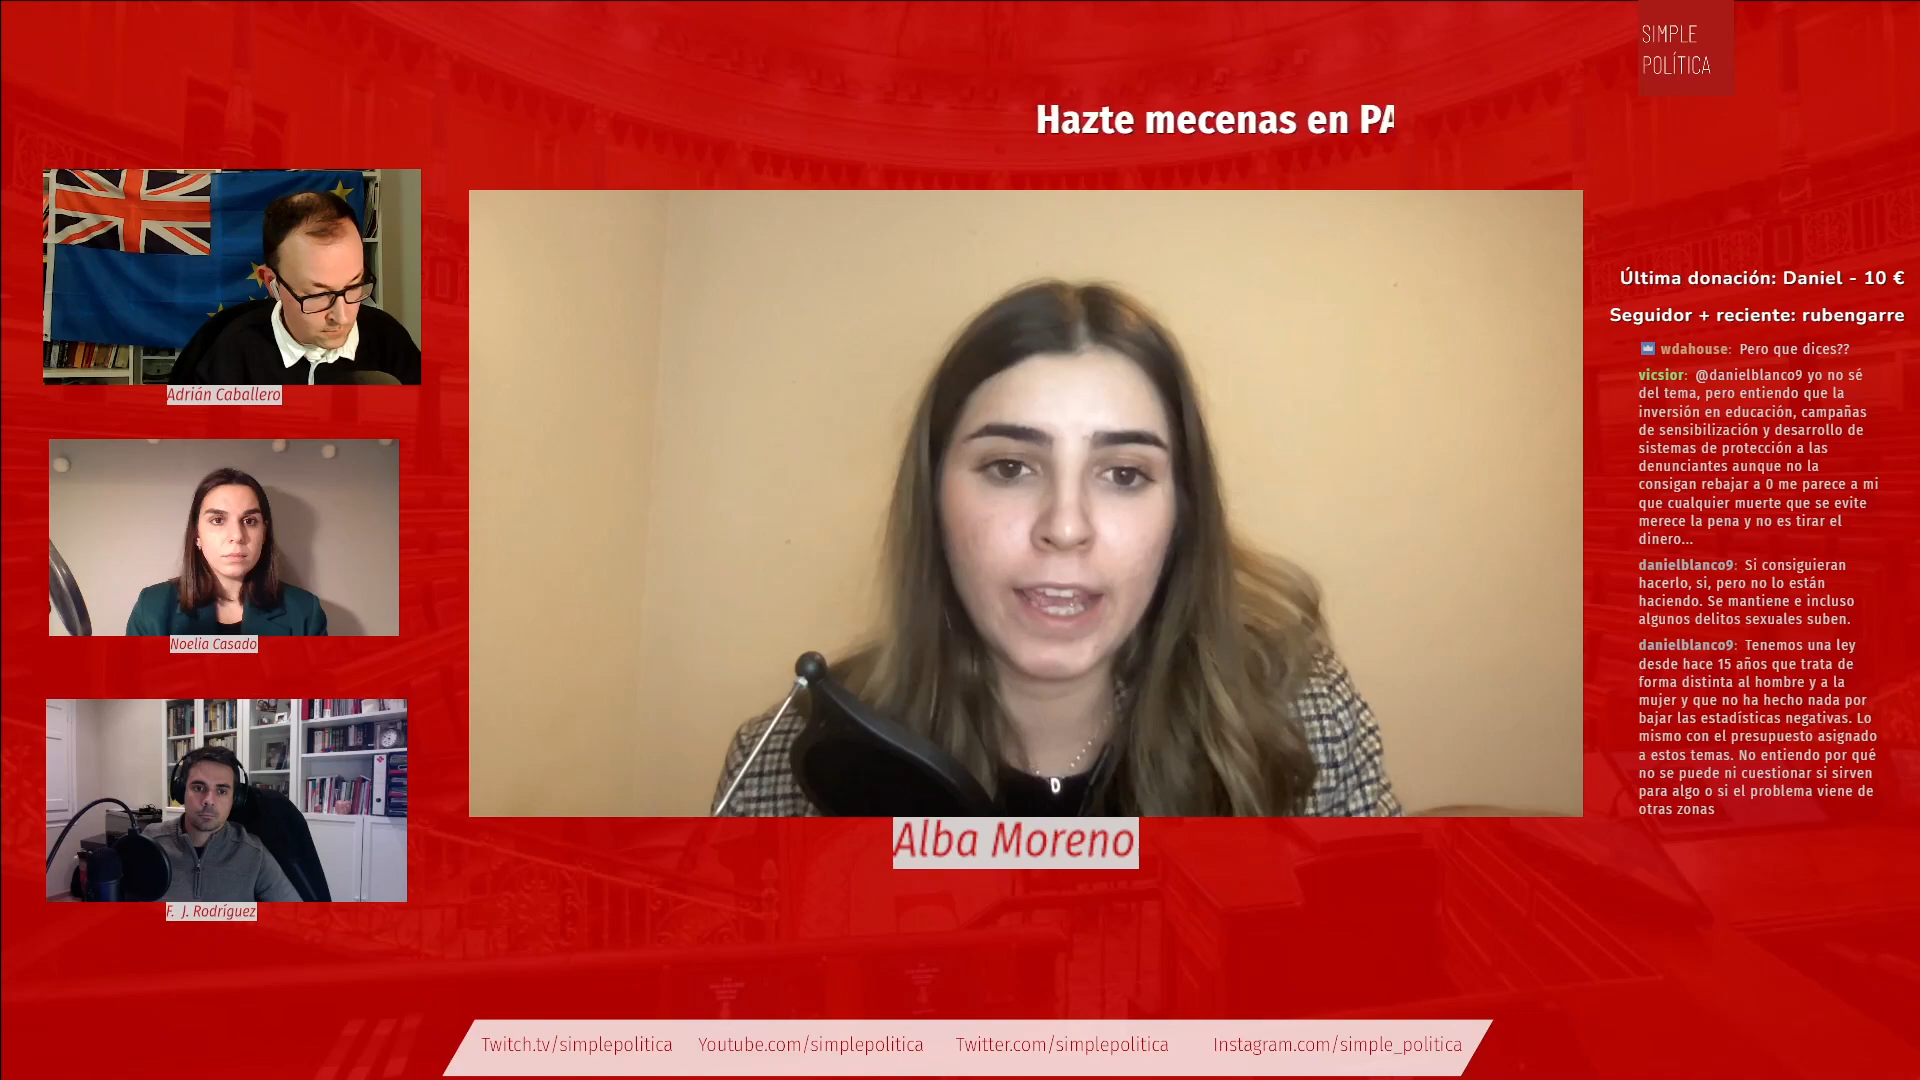 SIMPLE
POLÍTICA
Hazte mecenas en PA
Adrián Caballero
Noelia Casado
F. J. Rodríguez
Alba Moreno
Última donación: Daniel - 10 €
Seguidor + reciente: rubengarre
wdahouse: Pero que dices??
vicsior: @danielblanco9 yo no sé
del tema, pero entiendo que la
inversión en educación, campañas
de sensibilización y desarrollo de
sistemas de protección a las
denunciantes aunque no la
consigan rebajar a 0 me parece a mi
que cualquier muerte que se evite
merece la pena y no es tirar el
dinero...
danielblanco9: Si consiguieran
hacerlo, si, pero no lo están
haciendo. Se mantiene e incluso
algunos delitos sexuales suben.
danielblanco9: Tenemos una ley
desde hace 15 años que trata de
forma distinta al hombre y a la
mujer y que no ha hecho nada por
bajar las estadísticas negativas. Lo
mismo con el presupuesto asignado
a estos temas. No entiendo por qué
no se puede ni cuestionar si sirven
para algo o si el problema viene de
otras zonas
Twitch.tv/simplepolitica Youtube.com/simplepolitica Twitter.com/simplepolitica Instagram.com/simple_politica